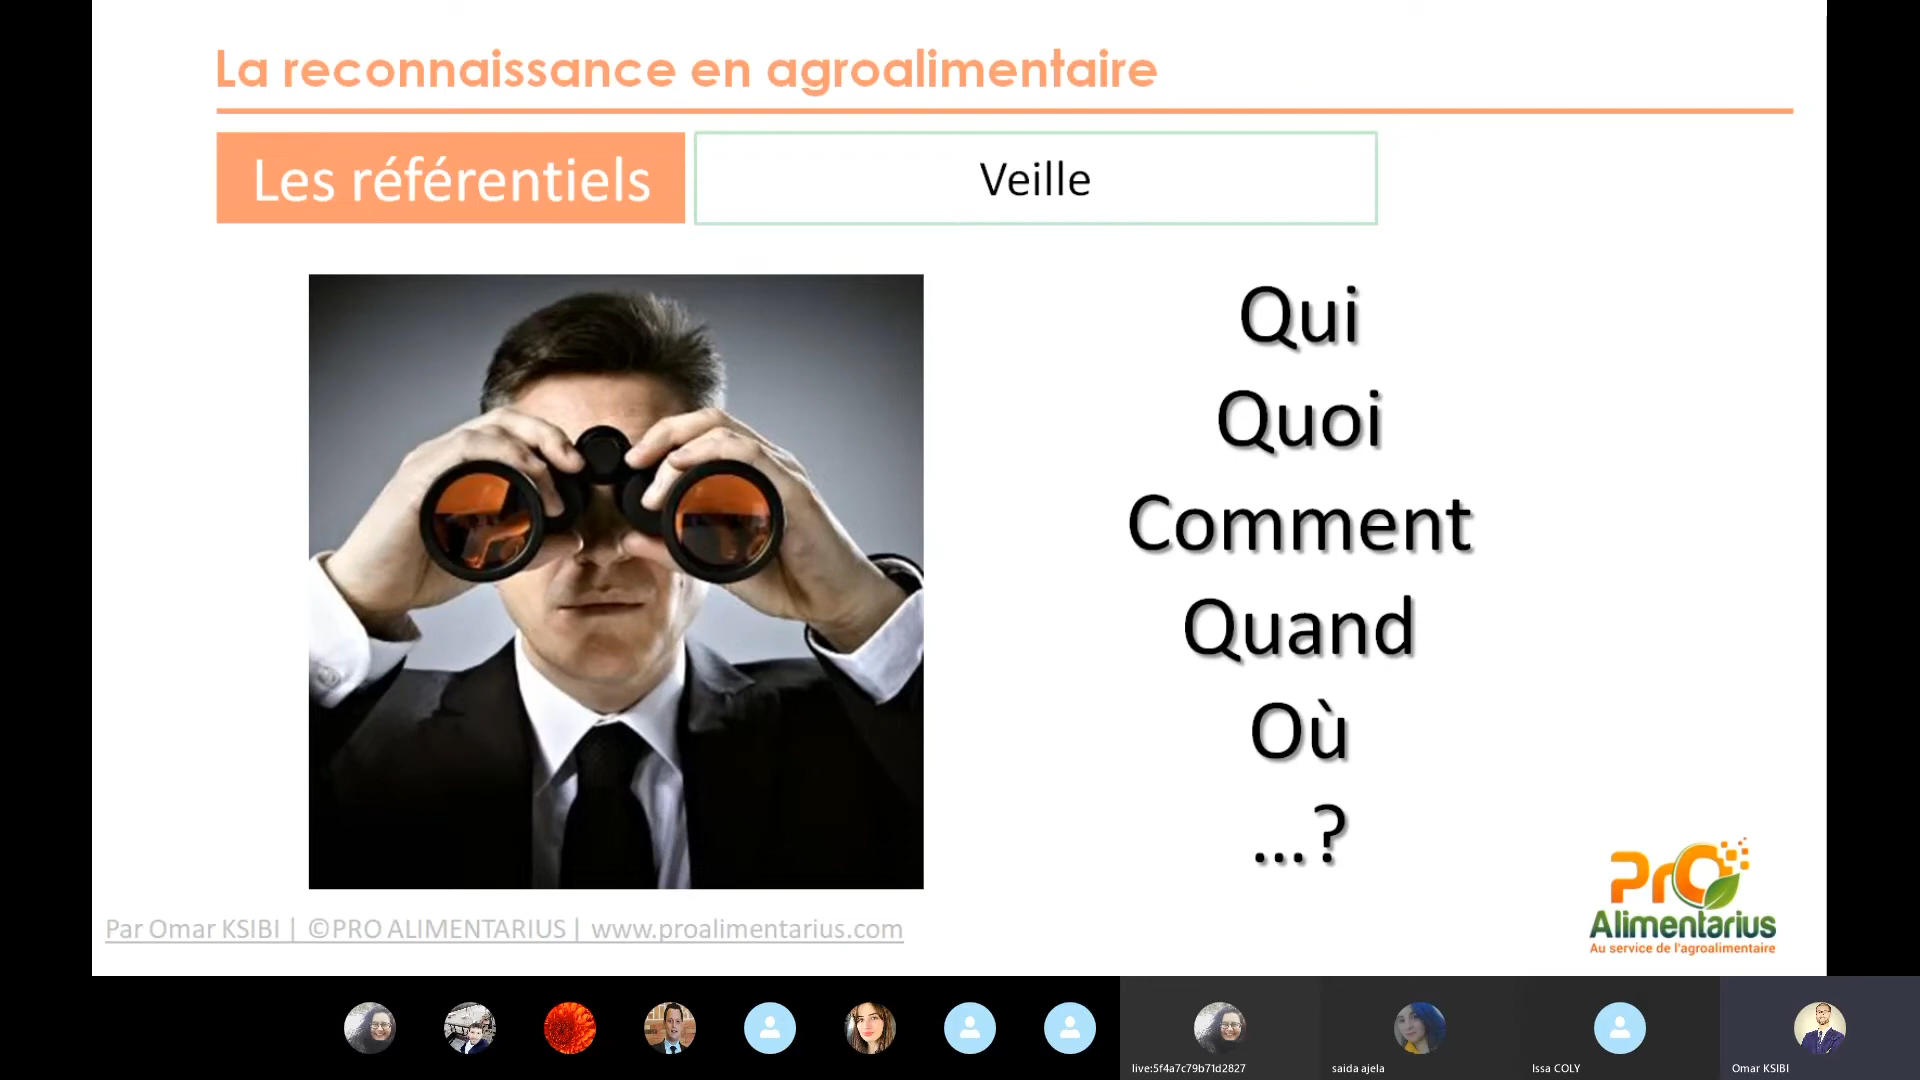 La reconnaissance en agroalimentaire
Les référentiels
Veille
Qui
Quoi
Comment
Quand
Où
...?
Par Omar KSIBI | ©PRO ALIMENTARIUS | www.proalimentarius.com
PrO
Alimentarius
Au service de l'agroalimentaire
live:5f4a7c79b71d2827
saida ajela
Issa COLY
Omar KSIBI